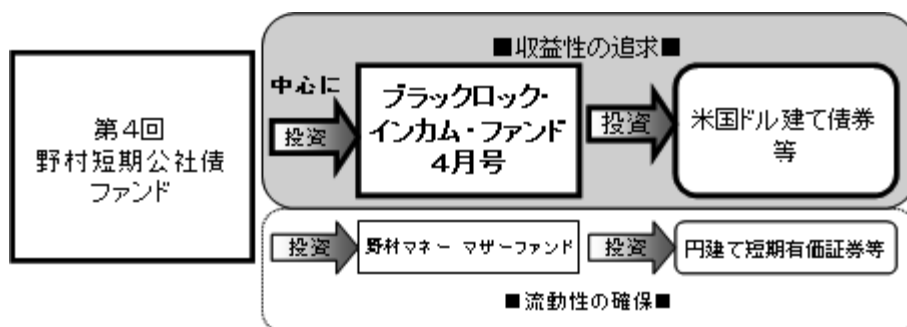 ■収益性の追求■
第4回
野村短期公社債
ファンド
中心に
投資
ブラックロック・
インカム・ファンド
4月号
投資
米国ドル建て債券
等
投資
野村マネー マザーファンド
投資
円建て短期有価証券等
■流動性の確保■